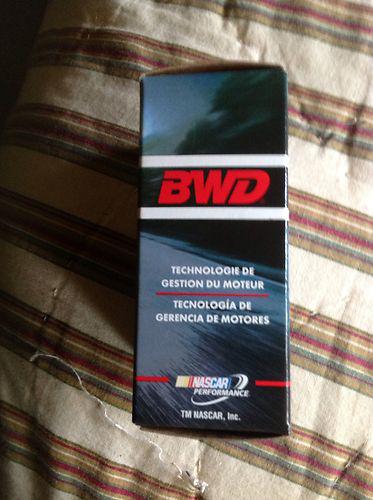 BWD
TECHNOLOGIE DE
GESTION DU MOTEUR
TECNOLOGÍA DE
GERENCIA DE MOTORES
NASCAR
PERFORMANCE
TM NASCAR, Inc.